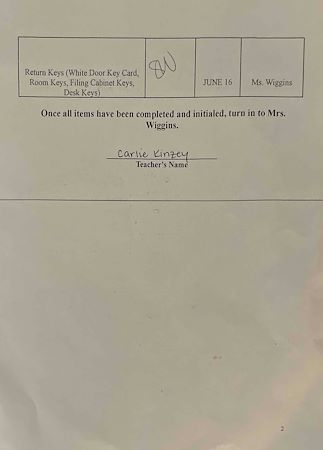 Return Keys (White Door Key Card,
Room Keys, Filing Cabinet Keys,
Desk Keys)
JUNE 16
Ms. Wiggins
Once all items have been completed and initialed, turn in to Mrs.
Wiggins.
Carlie Kinzey
Teacher's Name
2